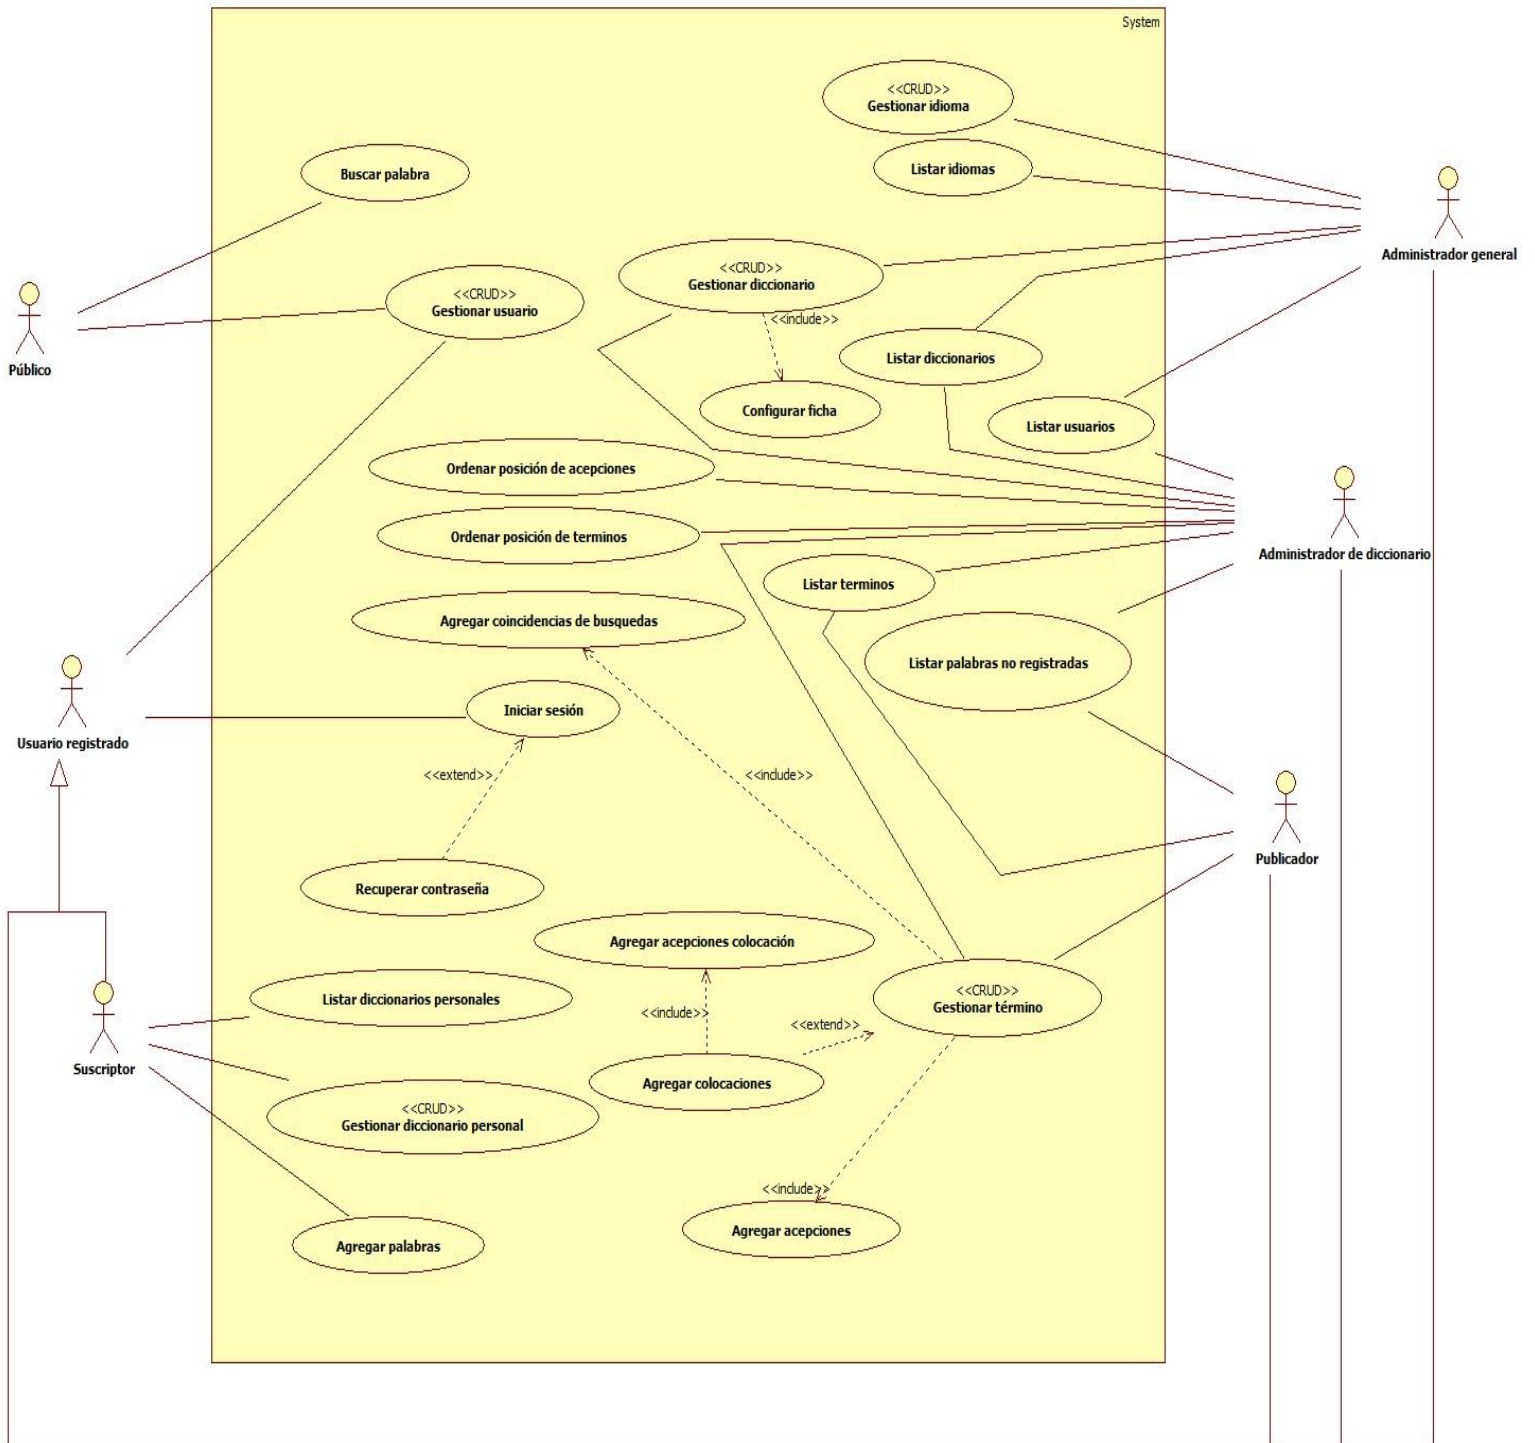 System
<<CRUD>>
Gestionar idioma
Listar idiomas
Buscar palabra
Administrador general
<<CRUD>>
Gestionar diccionario
<<CRUD>>
Gestionar usuario
<<include>>
Público
Listar diccionarios
Configurar ficha
Listar usuarios
Ordenar posición de acepciones
Ordenar posición de terminos
Administrador de diccionario
Listar terminos
Agregar coincidencias de busquedas
Listar palabras no registradas
Iniciar sesión
Usuario registrado
<<extend>>
<<include>>
Publicador
Recuperar contraseña
Agregar acepciones colocación
<<CRUD>>
Gestionar término
Listar diccionarios personales
<<include>>
<<extend>>
Suscriptor
Agregar colocaciones
<<CRUD>>
Gestionar diccionario personal
<<include>>
Agregar acepciones
Agregar palabras